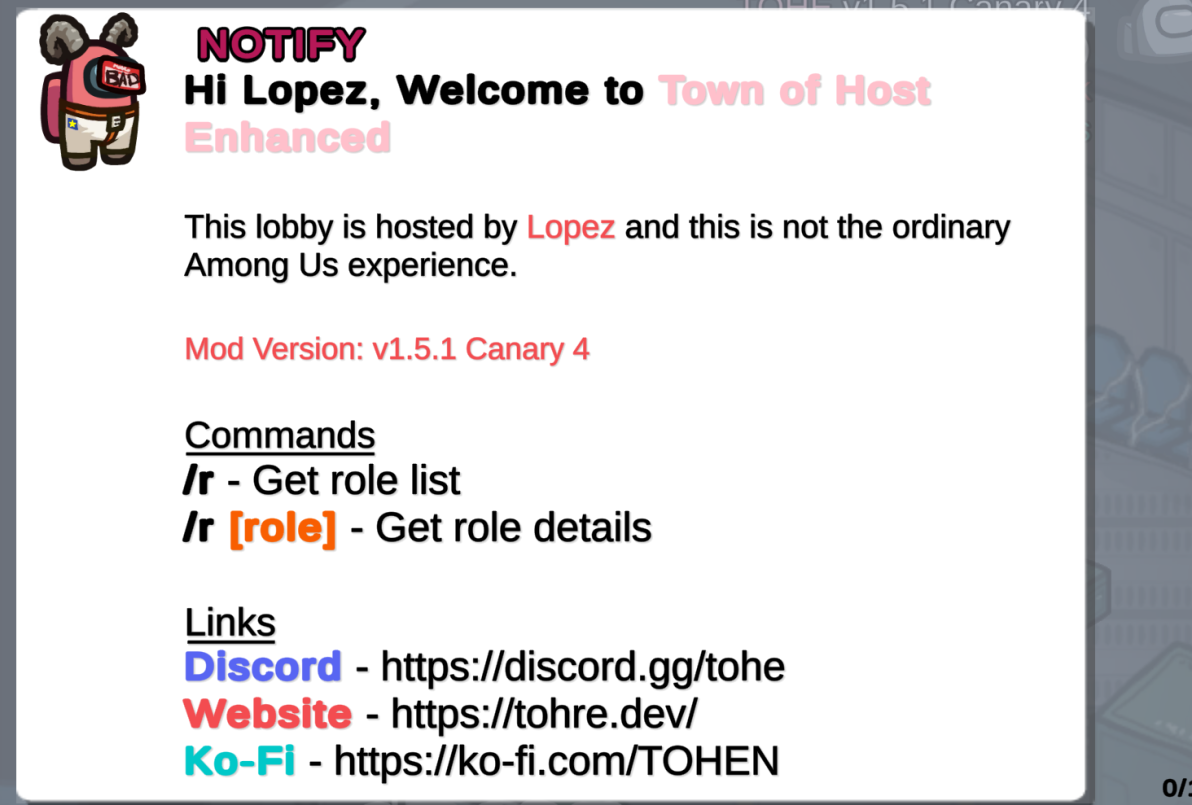 TOHE v1.5.1 Canary 4
NOTIFY
Hi Lopez, Welcome to Town of Host
Enhanced
BAD
E
This lobby is hosted by Lopez and this is not the ordinary
Among Us experience.
Mod Version: v1.5.1 Canary 4
Commands
/r - Get role list
/r [role] - Get role details
Links
Discord - https://discord.gg/tohe
Website - https://tohre.dev/
Ko-Fi - https://ko-fi.com/TOHEN